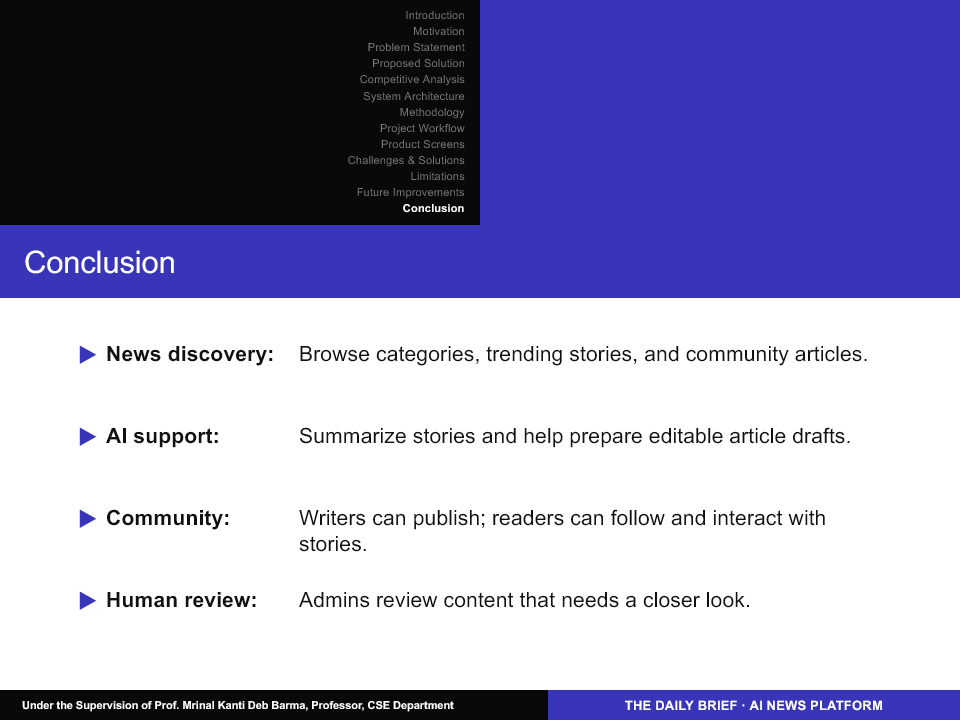 Introduction
Motivation
Problem Statement
Proposed Solution
Competitive Analysis
System Architecture
Methodology
Project Workflow
Product Screens
Challenges & Solutions
Limitations
Future Improvements
Conclusion
Conclusion
News discovery: Browse categories, trending stories, and community articles.
AI support: Summarize stories and help prepare editable article drafts.
Community: Writers can publish; readers can follow and interact with
stories.
Human review: Admins review content that needs a closer look.
Under the Supervision of Prof. Mrinal Kanti Deb Barma, Professor, CSE Department
THE DAILY BRIEF · AI NEWS PLATFORM